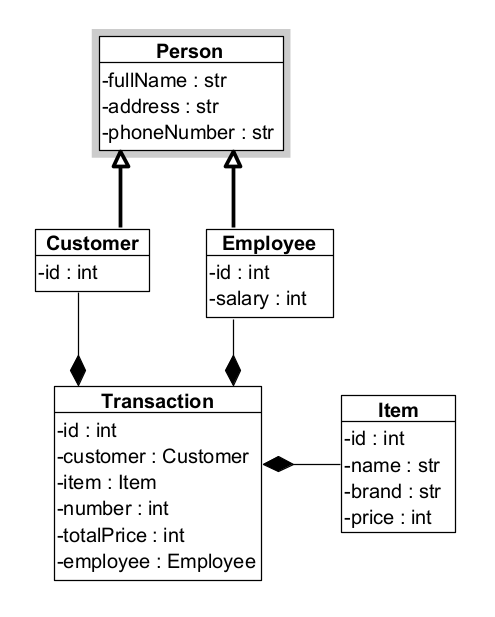 Person
-fullName : str
-address : str
-phoneNumber : str
Customer
-id : int
Employee
-id : int
-salary : int
Transaction
-id : int
-customer : Customer
-item : Item
-number : int
-totalPrice : int
-employee : Employee
Item
-id : int
-name : str
-brand : str
-price : int